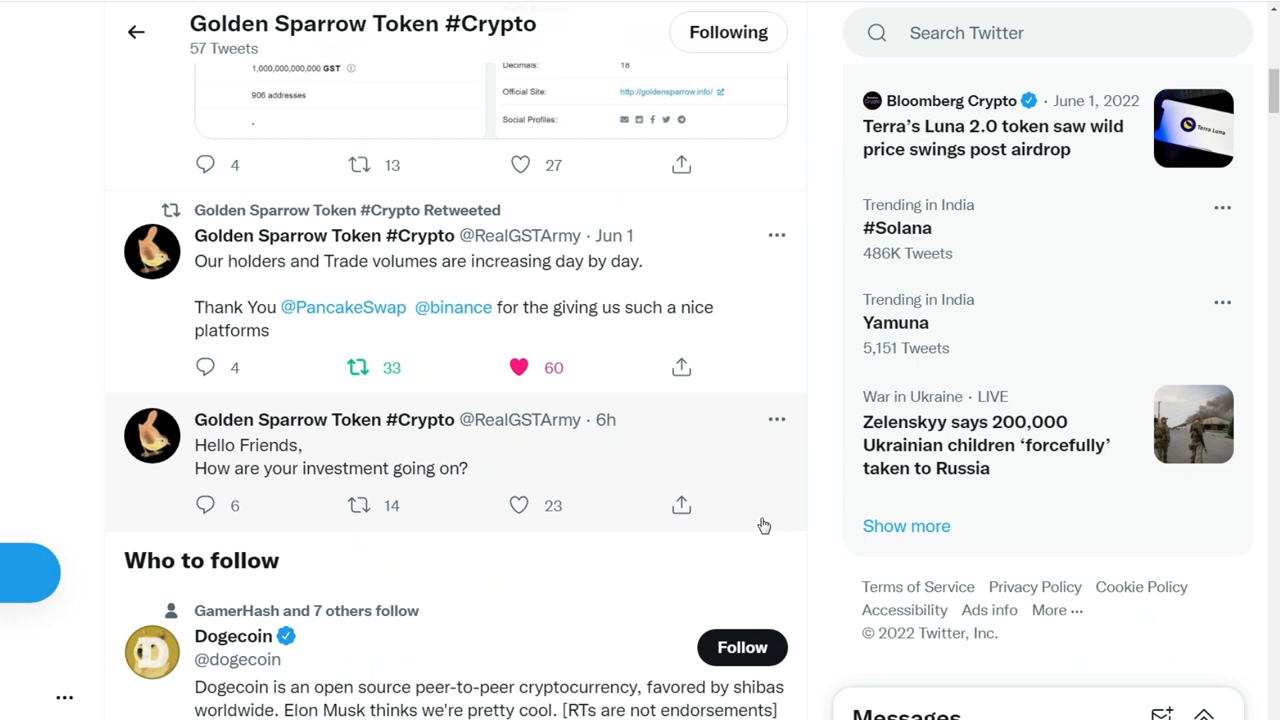 Golden Sparrow Token #Crypto
57 Tweets
Following
1,000,000,000,000 GST
906 addresses
-
Decimals: 18
Official Site: http://goldensparrow.info/
Social Profiles:
4 13 27
Golden Sparrow Token #Crypto Retweeted
Golden Sparrow Token #Crypto @RealGSTArmy · Jun 1
Our holders and Trade volumes are increasing day by day.
Thank You @PancakeSwap @binance for the giving us such a nice
platforms
4 33 60
Golden Sparrow Token #Crypto @RealGSTArmy · 6h
Hello Friends,
How are your investment going on?
6 14 23
Who to follow
GamerHash and 7 others follow
Dogecoin
@dogecoin
Follow
Dogecoin is an open source peer-to-peer cryptocurrency, favored by shibas
worldwide. Elon Musk thinks we're pretty cool. [RTs are not endorsements]
Search Twitter
Bloomberg Crypto · June 1, 2022
Terra's Luna 2.0 token saw wild
price swings post airdrop
Terra Luna
Trending in India
#Solana
486K Tweets
Trending in India
Yamuna
5,151 Tweets
War in Ukraine · LIVE
Zelenskyy says 200,000
Ukrainian children ‘forcefully’
taken to Russia
Show more
Terms of Service Privacy Policy Cookie Policy
Accessibility Ads info More ···
© 2022 Twitter, Inc.
Messages